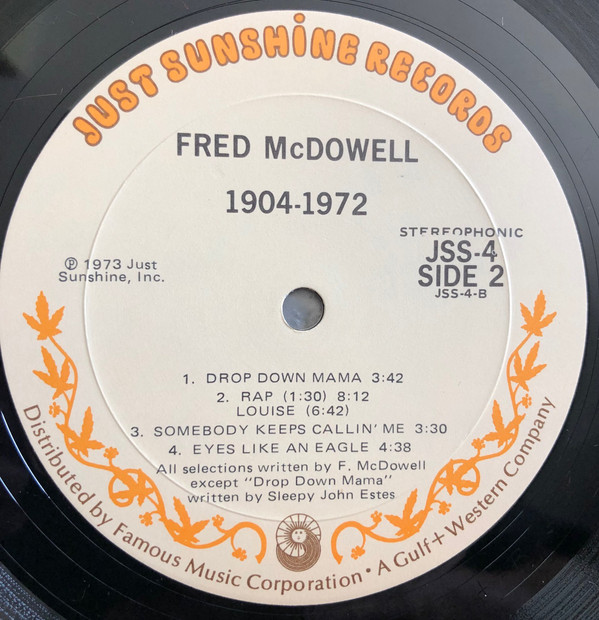 JUST SUNSHINE RECORDS
FRED McDOWELL
1904-1972
STEREOPHONIC
JSS-4
SIDE 2
JSS-4-B
℗ 1973 Just
Sunshine, Inc.
1. DROP DOWN MAMA 3:42
2. RAP (1:30) 8:12
LOUISE (6:42)
3. SOMEBODY KEEPS CALLIN' ME 3:30
4. EYES LIKE AN EAGLE 4:38
All selections written by F. McDowell
except "Drop Down Mama"
written by Sleepy John Estes
Distributed by Famous Music Corporation • A Gulf + Western Company